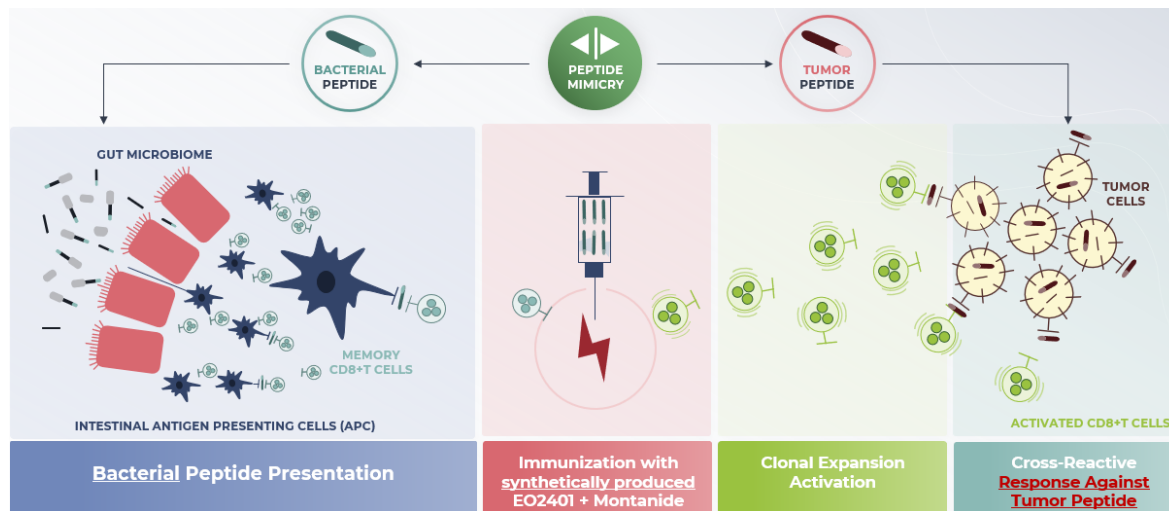 BACTERIAL
PEPTIDE
PEPTIDE
MIMICRY
TUMOR
PEPTIDE
GUT MICROBIOME
MEMORY
CD8+T CELLS
INTESTINAL ANTIGEN PRESENTING CELLS (APC)
TUMOR
CELLS
ACTIVATED CD8+T CELLS
Bacterial Peptide Presentation
Immunization with
synthetically produced
EO2401 + Montanide
Clonal Expansion
Activation
Cross-Reactive
Response Against
Tumor Peptide